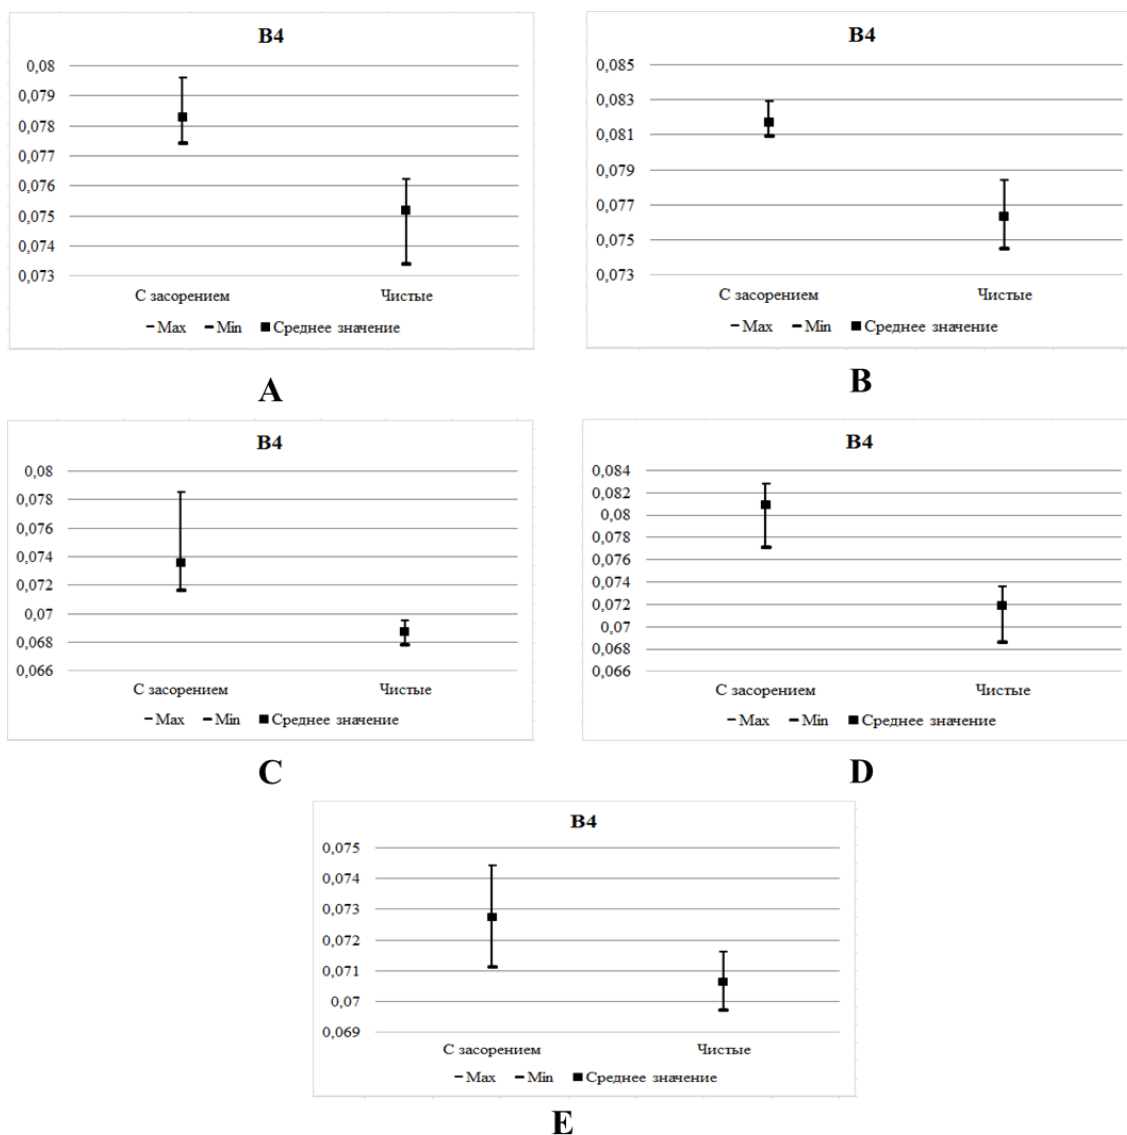 B4
0,08
0,079
0,078
0,077
0,076
0,075
0,074
0,073
С засорением Чистые
Max Min Среднее значение
A
B4
0,085
0,083
0,081
0,079
0,077
0,075
0,073
С засорением Чистые
Max Min Среднее значение
B
B4
0,08
0,078
0,076
0,074
0,072
0,07
0,068
0,066
С засорением Чистые
Max Min Среднее значение
C
B4
0,084
0,082
0,08
0,078
0,076
0,074
0,072
0,07
0,068
0,066
С засорением Чистые
Max Min Среднее значение
D
B4
0,075
0,074
0,073
0,072
0,071
0,07
0,069
С засорением Чистые
Max Min Среднее значение
E